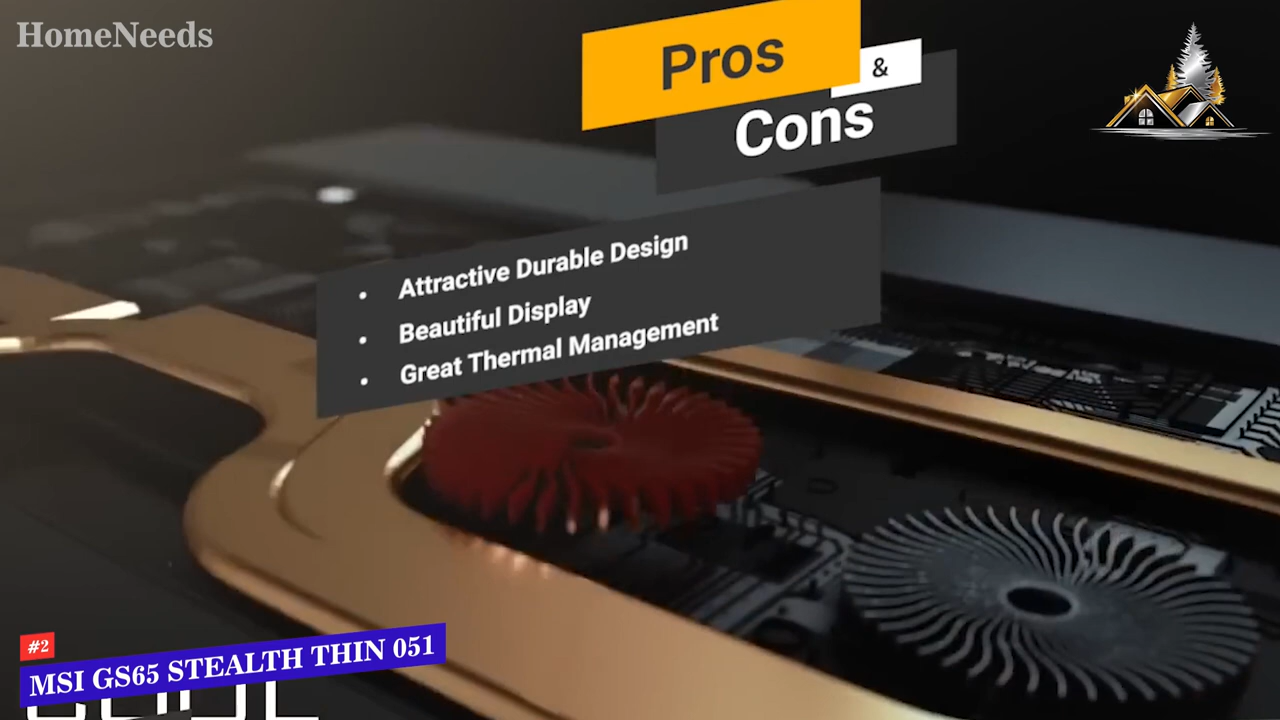 HomeNeeds
Pros
&
Cons
• Attractive Durable Design
• Beautiful Display
• Great Thermal Management
#2
MSI GS65 STEALTH THIN 051